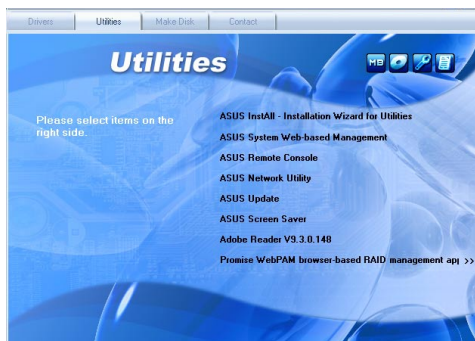 Drivers
Utilities
Make Disk
Contact
Utilities
MB
Please select items on the
right side.
ASUS InstAll - Installation Wizard for Utilities
ASUS System Web-based Management
ASUS Remote Console
ASUS Network Utility
ASUS Update
ASUS Screen Saver
Adobe Reader V9.3.0.148
Promise WebPAM browser-based RAID management app >>